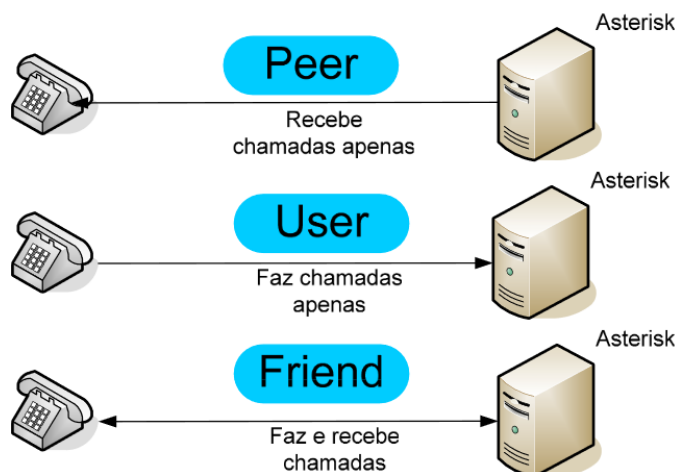 Asterisk
Peer
Recebe
chamadas apenas
Asterisk
User
Faz chamadas
apenas
Asterisk
Friend
Faz e recebe
chamadas